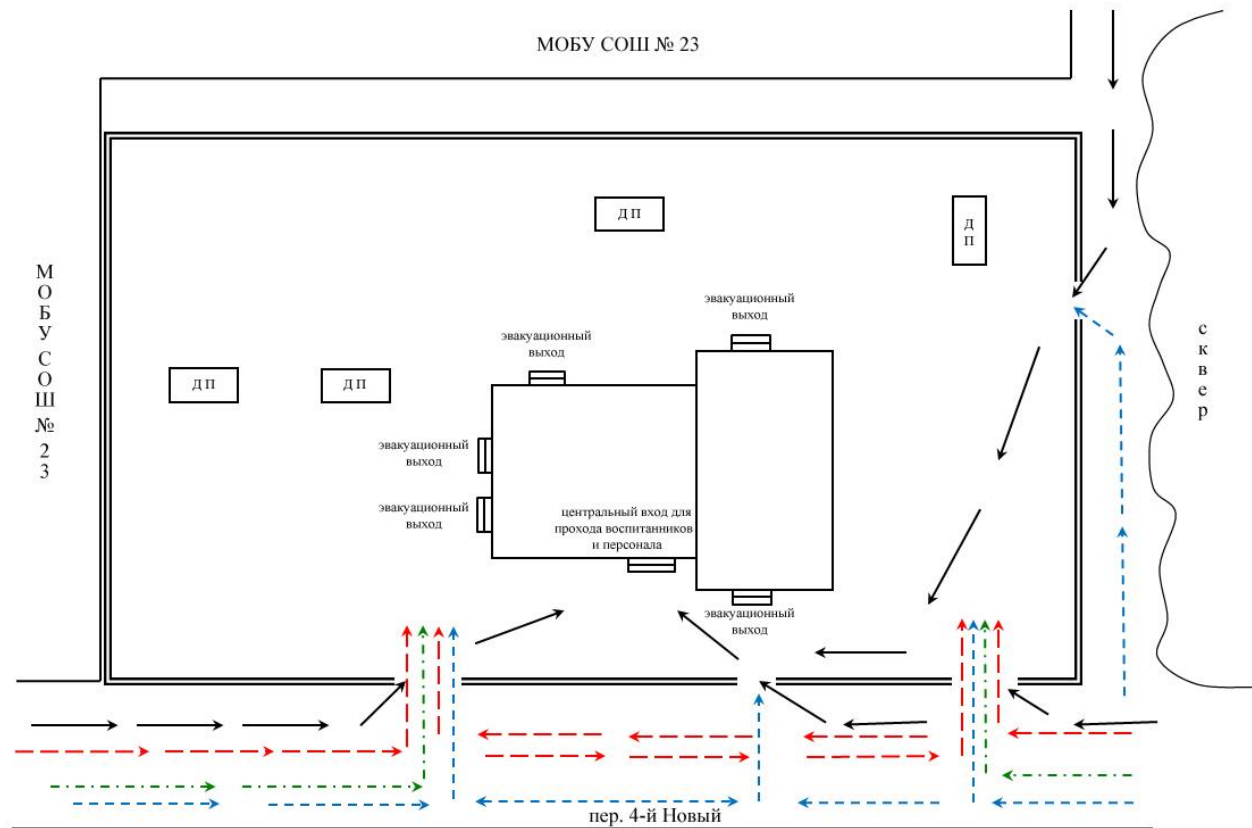 МОБУ СОШ № 23
Д П
Д
П
эвакуационный
выход
эвакуационный
выход
М
О
Б
У
С
О
Ш
№
2
3
с
к
в
е
р
Д П
Д П
эвакуационный
выход
эвакуационный
выход
центральный вход для
прохода воспитанников
и персонала
эвакуационный
выход
пер. 4-й Новый